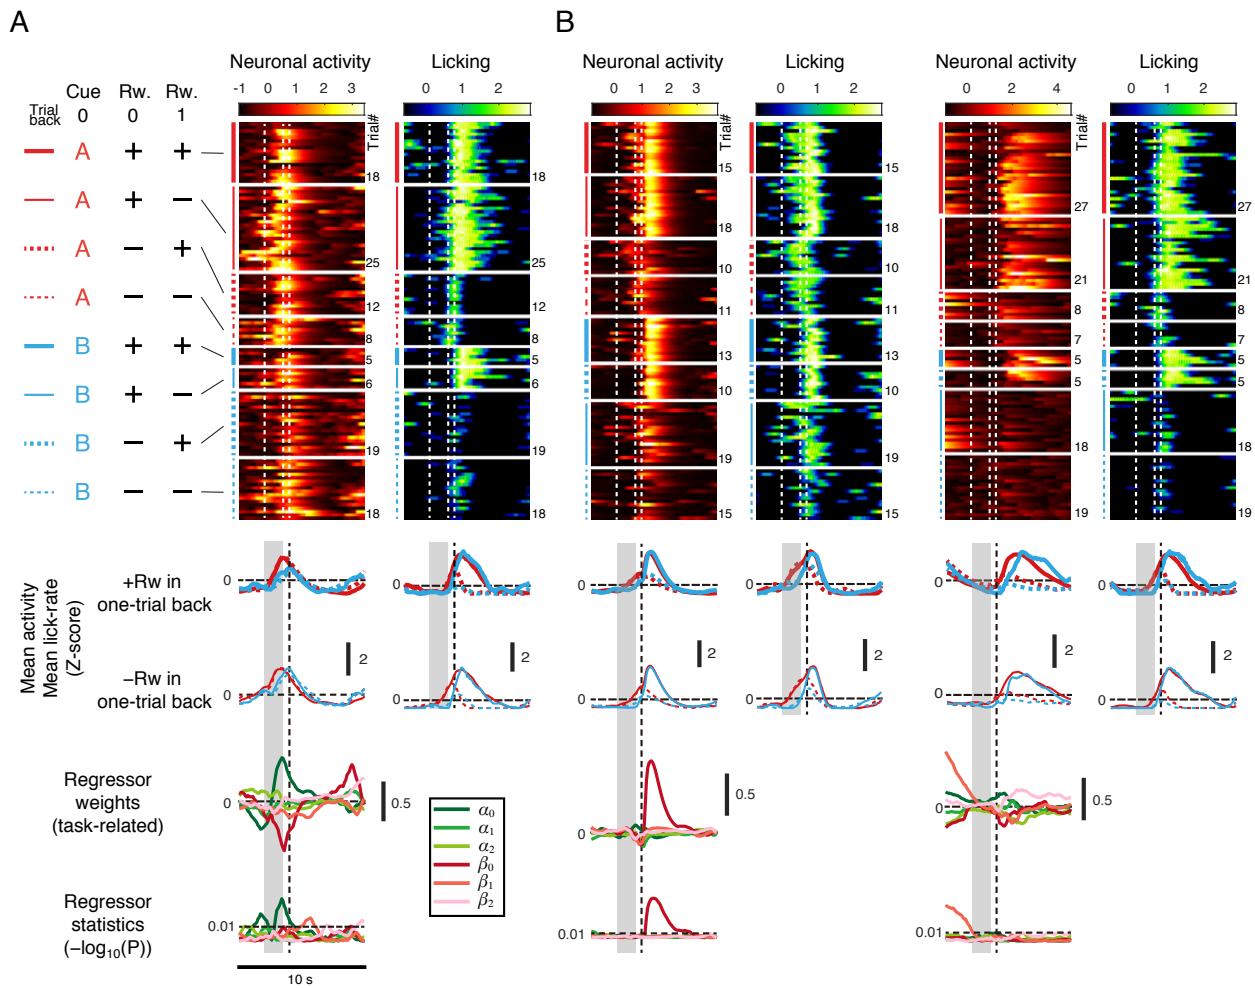 A
B
Neuronal activity
Licking
Neuronal activity
Licking
Neuronal activity
Licking
-1 0 1 2 3
0 1 2
0 1 2 3
0 1 2
0 2 4
0 1 2
Cue Rw. Rw.
Trial back 0 0 1
Trial#
Trial#
Trial#
A + +
A + −
A − +
A − −
B + +
B + −
B − +
B − −
18
25
12
8
5
6
19
18
18
25
12
8
5
6
19
18
15
18
10
11
13
10
19
15
15
18
10
11
13
10
19
15
27
21
8
7
5
5
18
19
27
21
8
7
5
5
18
19
Mean activity
Mean lick-rate
(Z-score)
+Rw in
one-trial back
0 0 0 0 0 0
2 2 2 2 2 2
−Rw in
one-trial back
0 0 0 0 0 0
Regressor
weights
(task-related)
0
0.5
0
0.5
0
0.5
α0
α1
α2
β0
β1
β2
Regressor
statistics
(−log10(P))
0.01
0.01
0.01
10 s